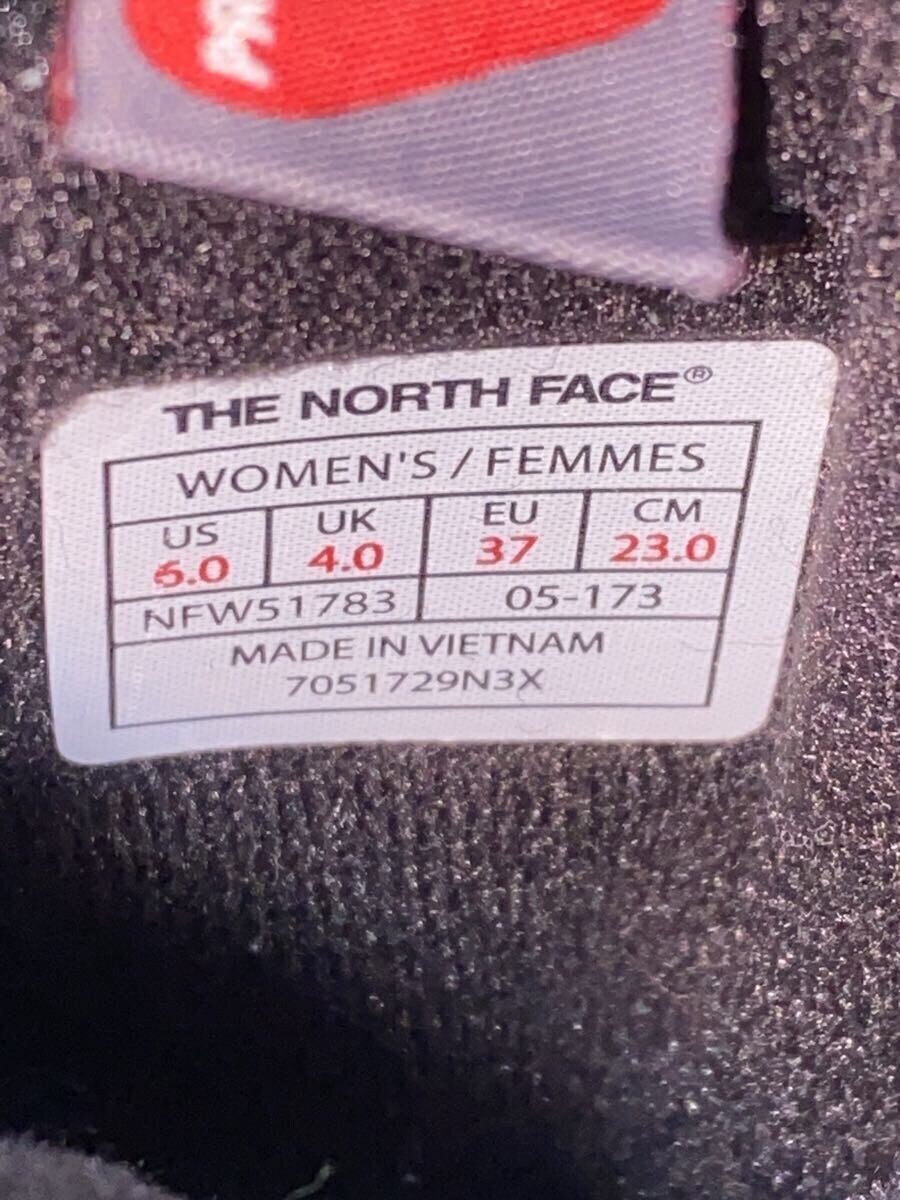 THE NORTH FACE®
WOMEN'S / FEMMES
US UK EU CM
6.0 4.0 37 23.0
NFW51783 05-173
MADE IN VIETNAM
7051729N3X